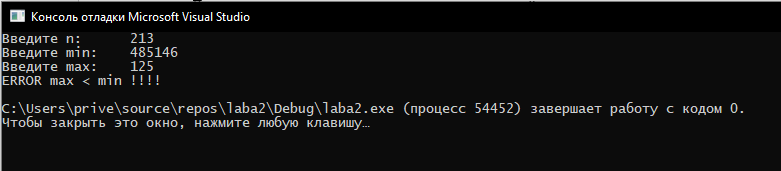 Консоль отладки Microsoft Visual Studio
Введите n:      213
Введите min:    485146
Введите max:    125
ERROR max < min !!!!
C:\Users\prive\source\repos\laba2\Debug\laba2.exe (процесс 54452) завершает работу с кодом 0.
Чтобы закрыть это окно, нажмите любую клавишу…